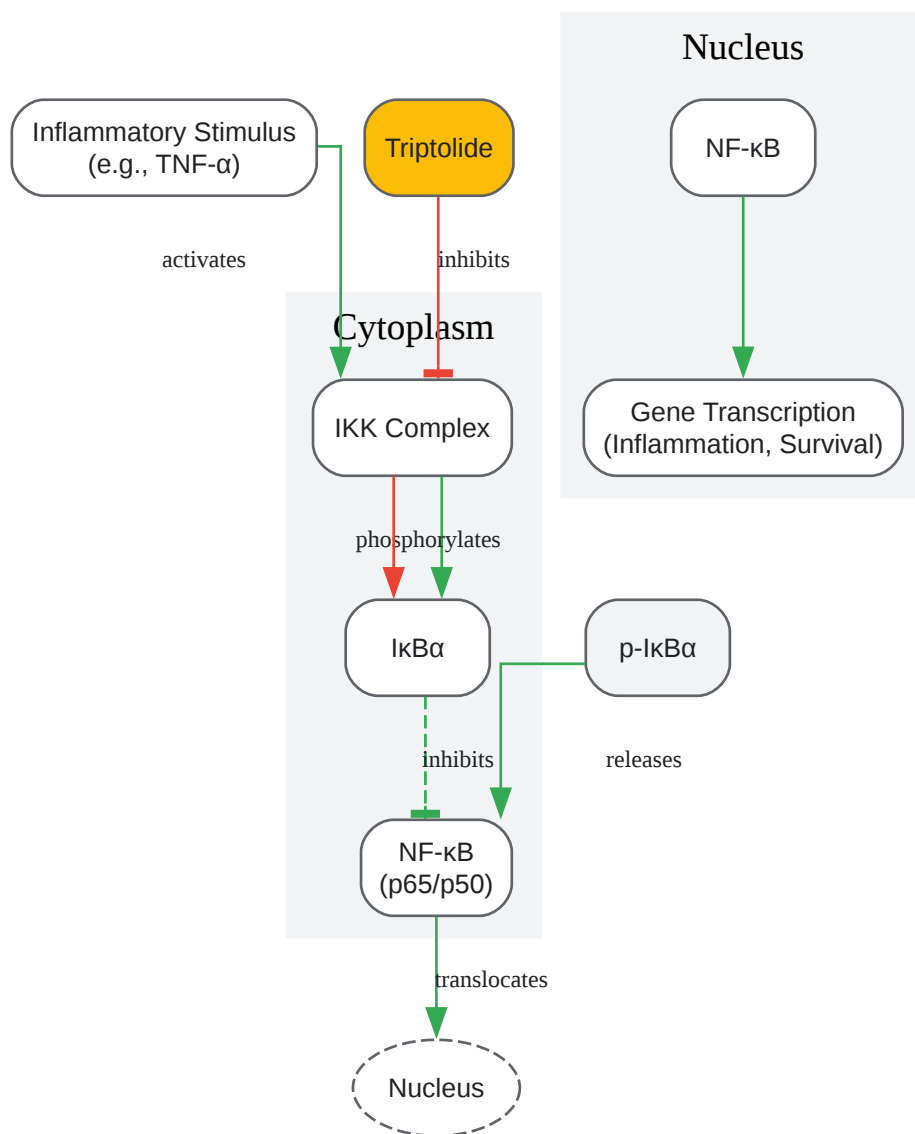 Nucleus
Inflammatory Stimulus
(e.g., TNF-α)
Triptolide
NF-κB
activates
inhibits
Cytoplasm
IKK Complex
Gene Transcription
(Inflammation, Survival)
phosphorylates
IκBα
p-IκBα
inhibits
releases
NF-κB
(p65/p50)
translocates
Nucleus